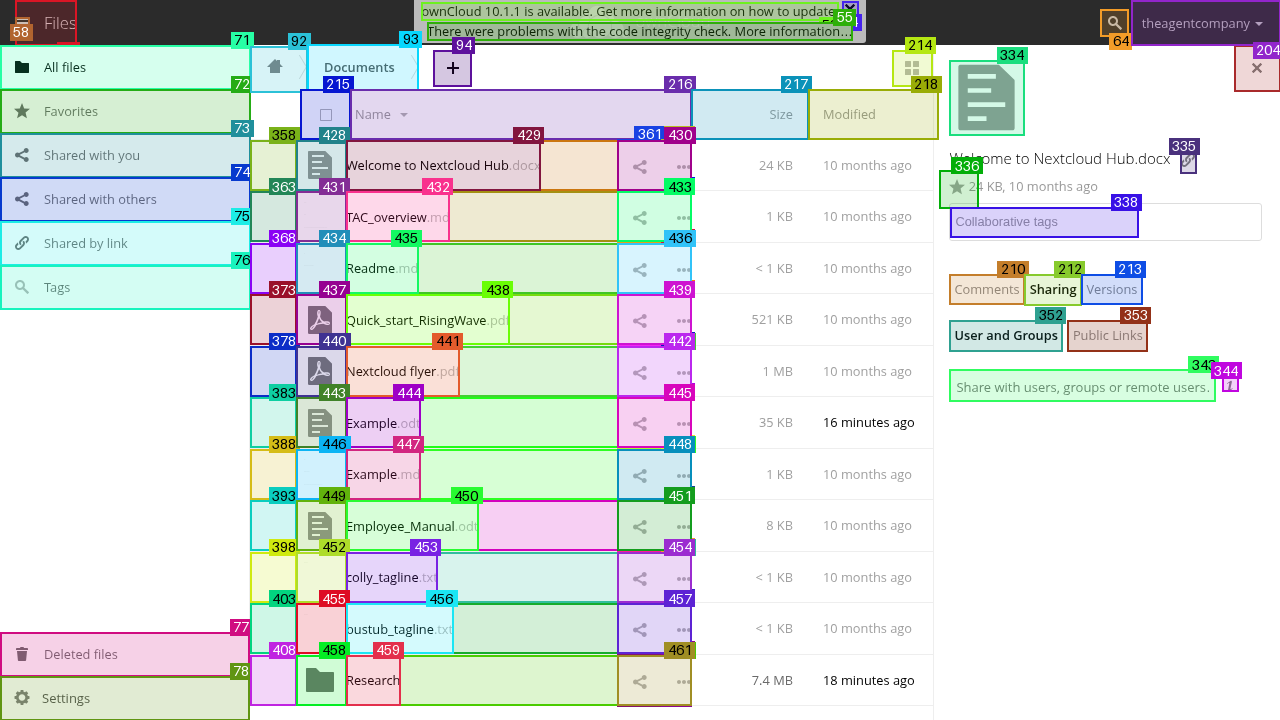 ownCloud 10.1.1 is available. Get more information on how to update
There were problems with the code integrity check. More information...
55
Files
58
64
theagentcompany
204
71
All files
72
Favorites
73
Shared with you
74
Shared with others
75
Shared by link
76
Tags
77
Deleted files
78
Settings
92
93
Documents
94
+
214
215
216
217
218
Name
Size
Modified
358 428 429 361 430
Welcome to Nextcloud Hub.docx
24 KB
10 months ago
363 431 432 433
TAC_overview.md
1 KB
10 months ago
368 434 435 436
Readme.md
< 1 KB
10 months ago
373 437 438 439
Quick_start_RisingWave.pdf
521 KB
10 months ago
378 440 441 442
Nextcloud flyer.pdf
1 MB
10 months ago
383 443 444 445
Example.odt
35 KB
16 minutes ago
388 446 447 448
Example.md
1 KB
10 months ago
393 449 450 451
Employee_Manual.odt
8 KB
10 months ago
398 452 453 454
colly_tagline.txt
< 1 KB
10 months ago
403 455 456 457
bustub_tagline.txt
< 1 KB
10 months ago
408 458 459 461
Research
7.4 MB
18 minutes ago
334
Welcome to Nextcloud Hub.docx
335
336
24 KB, 10 months ago
338
Collaborative tags
210 212 213
Comments Sharing Versions
352 353
User and Groups Public Links
343 344
Share with users, groups or remote users.